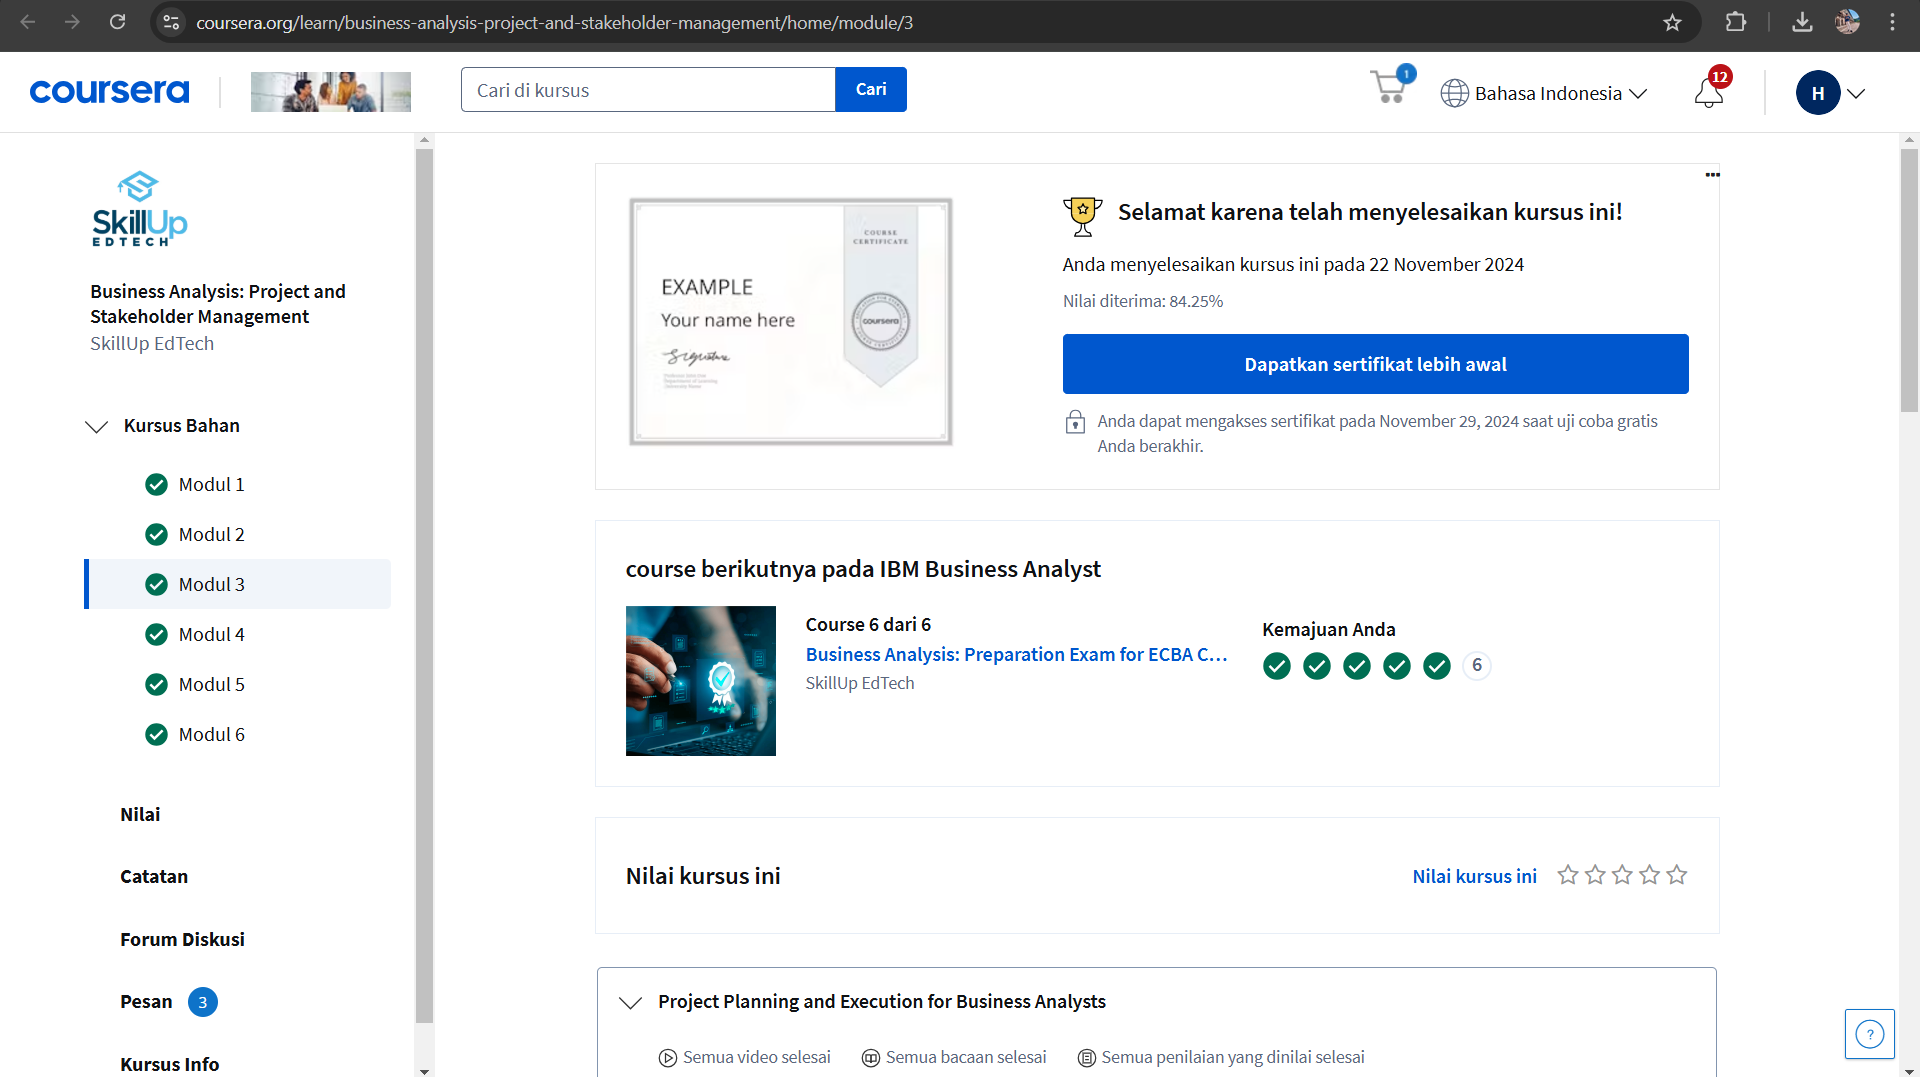 coursera.org/learn/business-analysis-project-and-stakeholder-management/home/module/3
coursera
Cari di kursus
Cari
1
Bahasa Indonesia
12
H
SkillUp
EDTECH
Business Analysis: Project and
Stakeholder Management
SkillUp EdTech
Kursus Bahan
Modul 1
Modul 2
Modul 3
Modul 4
Modul 5
Modul 6
Nilai
Catatan
Forum Diskusi
Pesan 3
Kursus Info
COURSE
CERTIFICATE
EXAMPLE
Your name here
Signature
coursera
Selamat karena telah menyelesaikan kursus ini!
Anda menyelesaikan kursus ini pada 22 November 2024
Nilai diterima: 84.25%
Dapatkan sertifikat lebih awal
Anda dapat mengakses sertifikat pada November 29, 2024 saat uji coba gratis
Anda berakhir.
course berikutnya pada IBM Business Analyst
Course 6 dari 6
Business Analysis: Preparation Exam for ECBA C...
SkillUp EdTech
Kemajuan Anda
6
Nilai kursus ini
Nilai kursus ini
Project Planning and Execution for Business Analysts
Semua video selesai
Semua bacaan selesai
Semua penilaian yang dinilai selesai
?